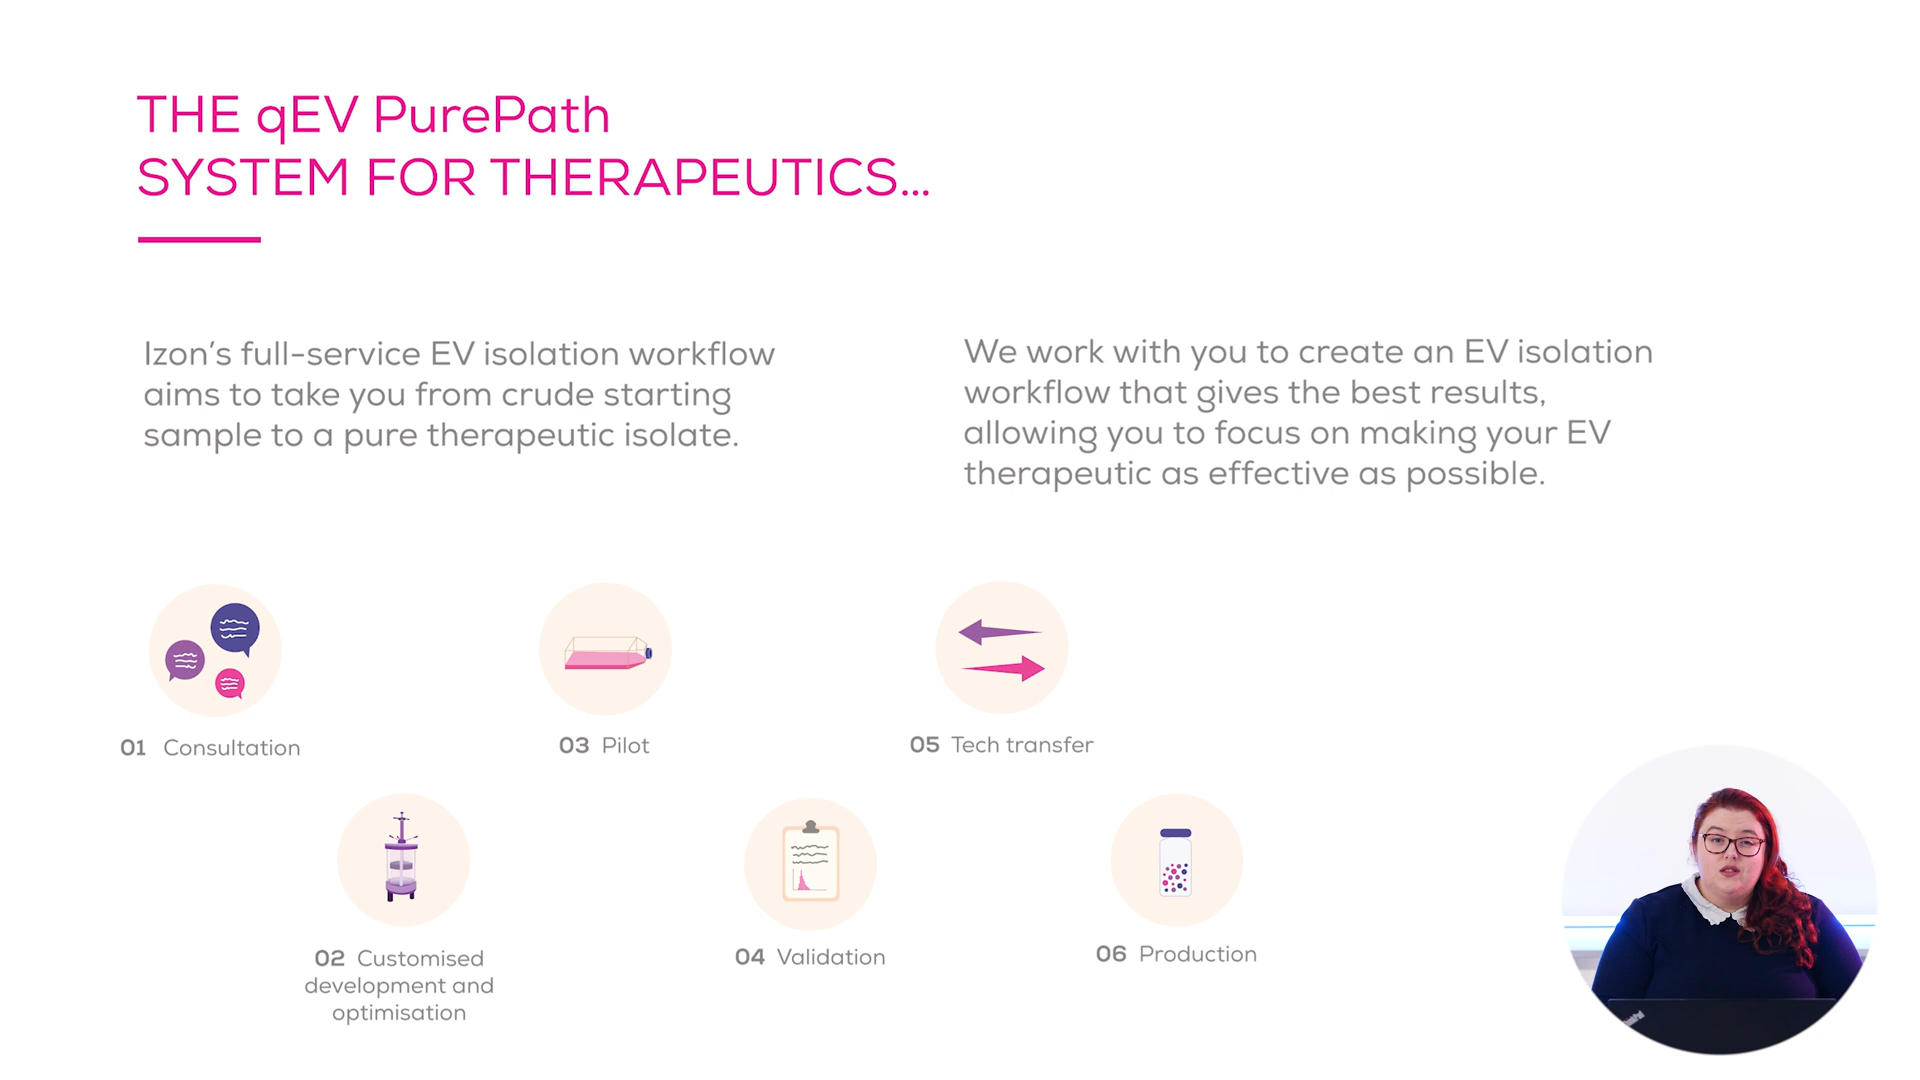 THE qEV PurePath
SYSTEM FOR THERAPEUTICS...
Izon's full-service EV isolation workflow
aims to take you from crude starting
sample to a pure therapeutic isolate.
We work with you to create an EV isolation
workflow that gives the best results,
allowing you to focus on making your EV
therapeutic as effective as possible.
01 Consultation
02 Customised
development and
optimisation
03 Pilot
04 Validation
05 Tech transfer
06 Production